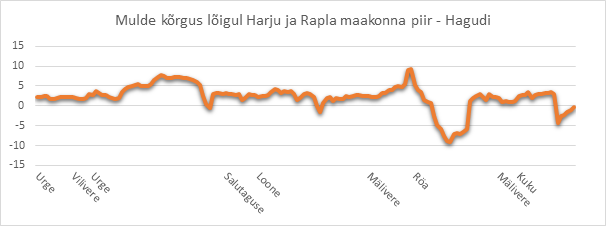 Mulde kõrgus lõigul Harju ja Rapla maakonna piir - Hagudi
15
10
5
0
-5
-10
-15
Urge
Vilivere
Urge
Salutaguse
Loone
Mälivere
Röa
Mälivere
Kuku